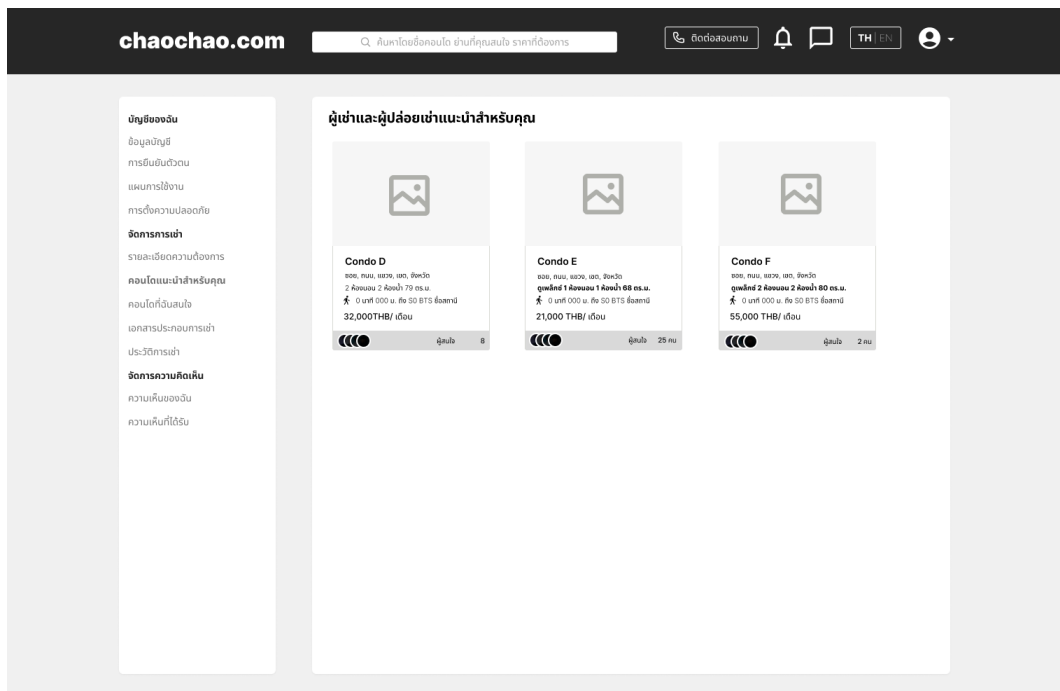 chaochao.com
ค้นหาโดยชื่อคอนโด ย่านที่คุณสนใจ ราคาที่ต้องการ
ติดต่อสอบถาม
TH|EN
บัญชีของฉัน
ข้อมูลบัญชี
การยืนยันตัวตน
แผนการใช้งาน
การตั้งความปลอดภัย
จัดการการเช่า
รายละเอียดความต้องการ
คอนโดแนะนำสำหรับคุณ
คอนโดที่ฉันสนใจ
เอกสารประกอบการเช่า
ประวัติการเช่า
จัดการความคิดเห็น
ความเห็นของฉัน
ความเห็นที่ได้รับ
ผู้เช่าและผู้ปล่อยเช่าแนะนำสำหรับคุณ
Condo D
ซอย, ถนน, แขวง, เขต, จังหวัด
2 ห้องนอน 2 ห้องน้ำ 79 ตร.ม.
0 นาที 000 ม. ถึง S0 BTS ชื่อสถานี
32,000THB/ เดือน
ผู้สนใจ 8
Condo E
ซอย, ถนน, แขวง, เขต, จังหวัด
ดูเพล็กซ์ 1 ห้องนอน 1 ห้องน้ำ 68 ตร.ม.
0 นาที 000 ม. ถึง S0 BTS ชื่อสถานี
21,000 THB/ เดือน
ผู้สนใจ 25 คน
Condo F
ซอย, ถนน, แขวง, เขต, จังหวัด
ดูเพล็กซ์ 2 ห้องนอน 2 ห้องน้ำ 80 ตร.ม.
0 นาที 000 ม. ถึง S0 BTS ชื่อสถานี
55,000 THB/ เดือน
ผู้สนใจ 2 คน